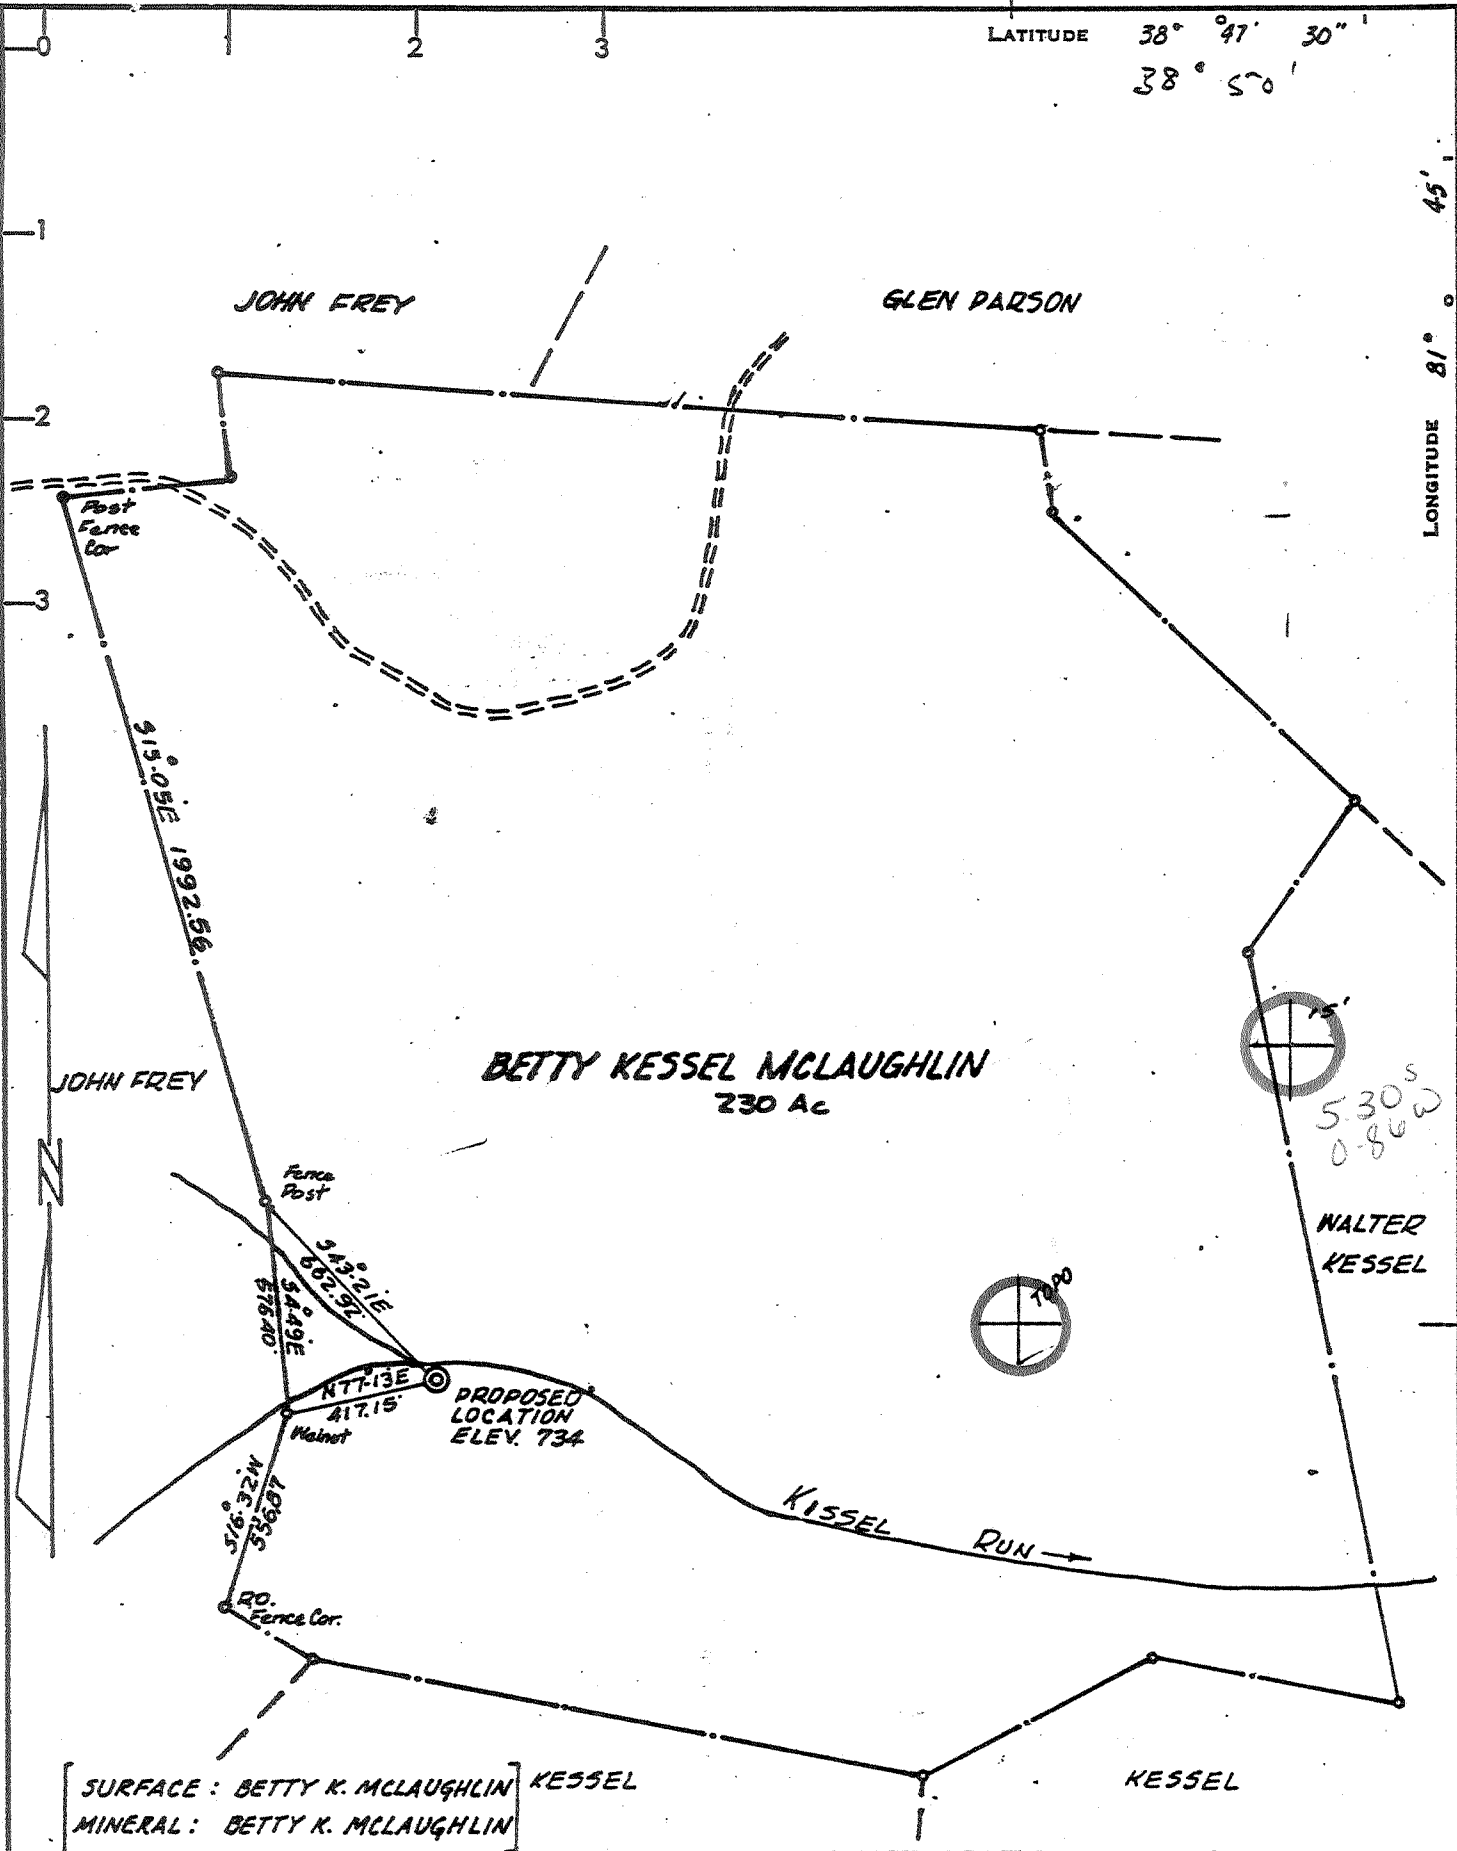 0 1 2 3
LATITUDE 38° 47' 30"
38° 50'
1
2
3
LONGITUDE 81° 45'
JOHN FREY
GLEN PARSON
Post
Fence
Cor
S15°-05'E 1992.56
JOHN FREY
N
BETTY KESSEL MCLAUGHLIN
230 Ac
15'
5.30 S
0.86 W
Fence
Post
S43°-21'E
662.92'
S4°-49'E
576.40'
TOPO
WALTER
KESSEL
N77°-13'E
417.15'
Walnut
PROPOSED
LOCATION
ELEV. 734
S16°-32'W
556.87
KISSEL RUN
R.O.
Fence Cor.
SURFACE : BETTY K. MCLAUGHLIN
MINERAL : BETTY K. MCLAUGHLIN
KESSEL
KESSEL